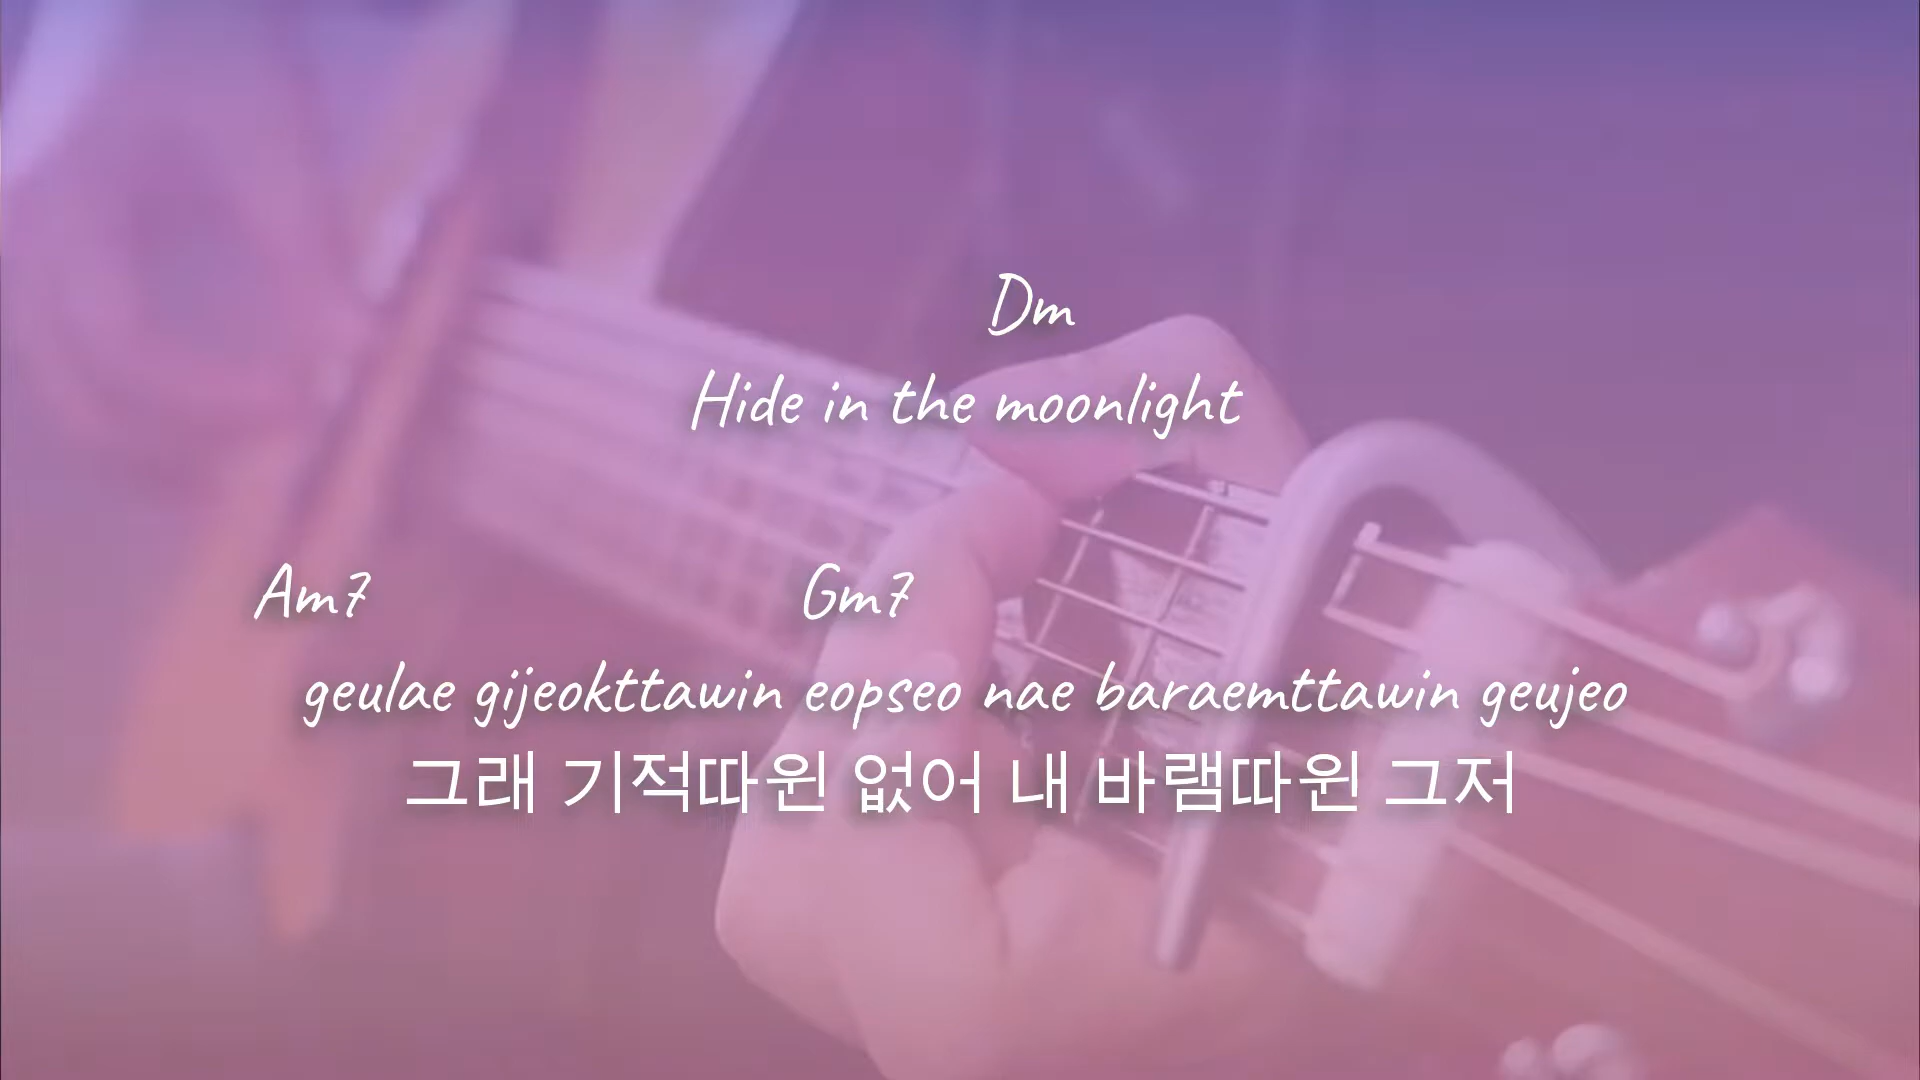 Dm
Hide in the moonlight
Am7 Gm7
geulae gijeokttawin eopseo nae baraemttawin geujeo
그래 기적따윈 없어 내 바램따윈 그저